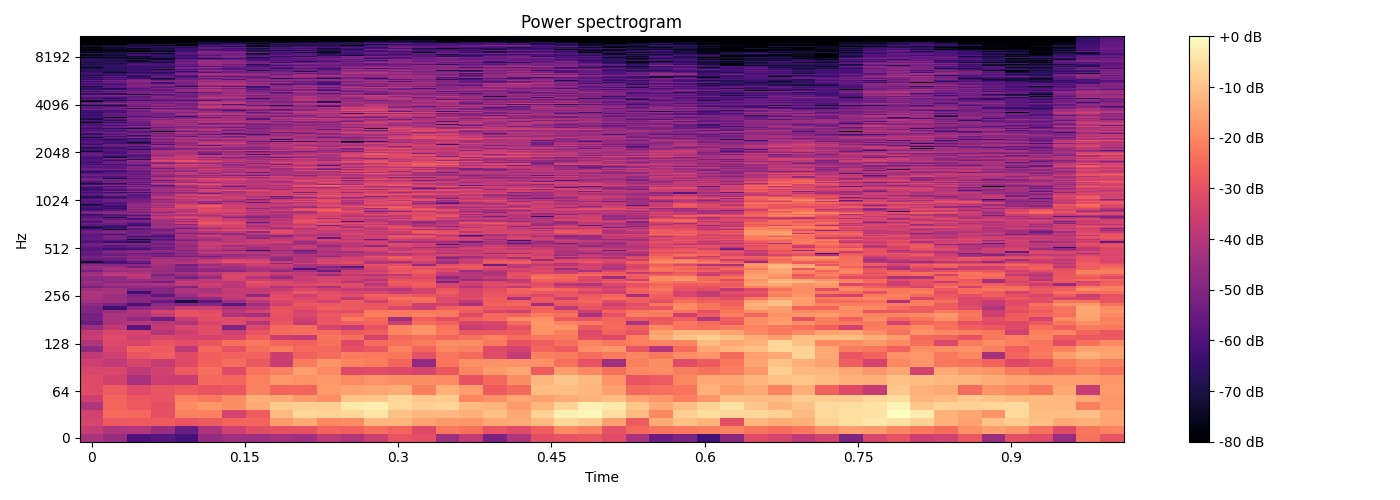 Power spectrogram
Hz
8192
4096
2048
1024
512
256
128
64
0
0 0.15 0.3 0.45 0.6 0.75 0.9
Time
+0 dB
-10 dB
-20 dB
-30 dB
-40 dB
-50 dB
-60 dB
-70 dB
-80 dB